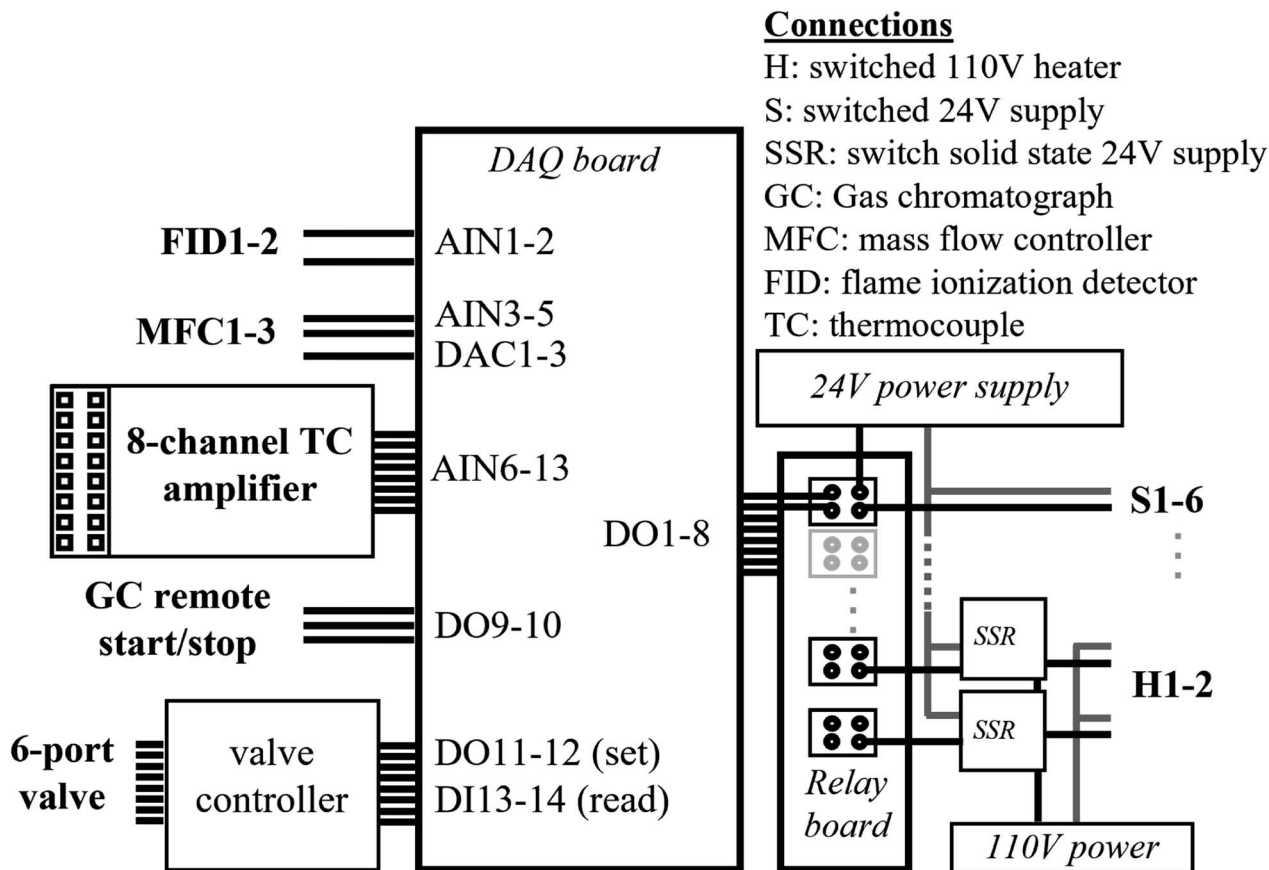 Connections
H: switched 110V heater
S: switched 24V supply
SSR: switch solid state 24V supply
GC: Gas chromatograph
MFC: mass flow controller
FID: flame ionization detector
TC: thermocouple
DAQ board
FID1-2
AIN1-2
MFC1-3
AIN3-5
DAC1-3
8-channel TC
amplifier
AIN6-13
GC remote
start/stop
DO9-10
6-port
valve
valve
controller
DO11-12 (set)
DI13-14 (read)
DO1-8
24V power supply
S1-6
SSR
SSR
H1-2
Relay
board
110V power